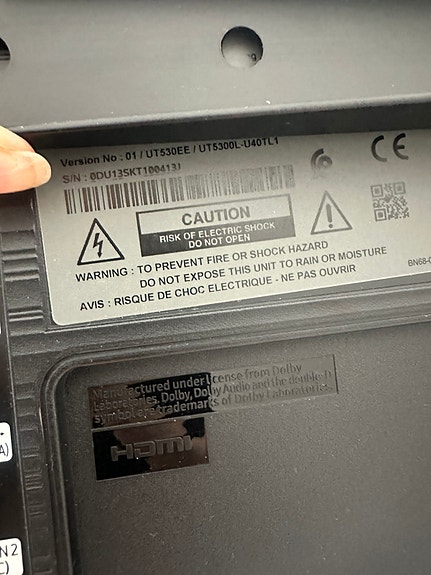 Version No : 01 / UT530EE / UT5300L-U40TL1
S/N : 0DU13SKT100413J
CE
CAUTION
RISK OF ELECTRIC SHOCK
DO NOT OPEN
WARNING : TO PREVENT FIRE OR SHOCK HAZARD
DO NOT EXPOSE THIS UNIT TO RAIN OR MOISTURE
BN68-
AVIS : RISQUE DE CHOC ELECTRIQUE - NE PAS OUVRIR
Manufactured under license from Dolby
Laboratories. Dolby, Dolby Audio and the double-D
symbol are trademarks of Dolby Laboratories.
HDMI
A)
N2
C)